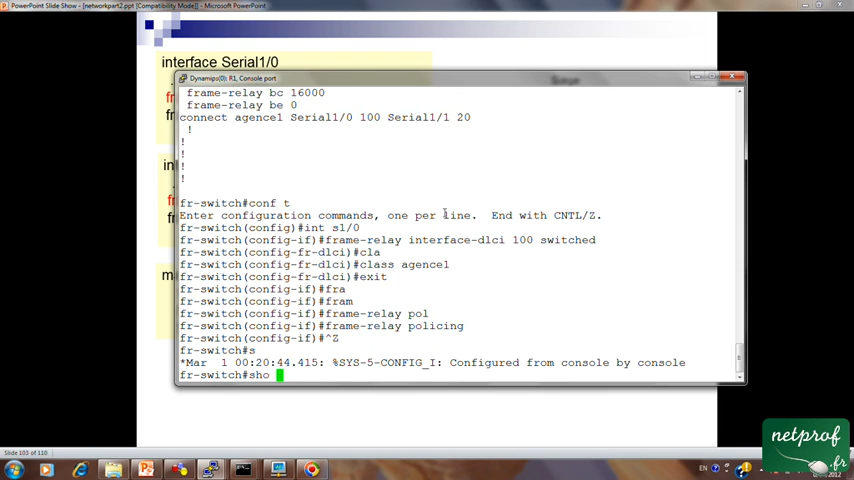 PowerPoint Slide Show - [networkpart2.ppt [Compatibility Mode]] - Microsoft PowerPoint
interface Serial1/0
Dynamips(0): R1, Console port
frame-relay bc 16000
frame-relay be 0
connect agence1 Serial1/0 100 Serial1/1 20
!
!
!
!
!
fr-switch#conf t
Enter configuration commands, one per line.  End with CNTL/Z.
fr-switch(config)#int s1/0
fr-switch(config-if)#frame-relay interface-dlci 100 switched
fr-switch(config-fr-dlci)#cla
fr-switch(config-fr-dlci)#class agence1
fr-switch(config-fr-dlci)#exit
fr-switch(config-if)#fra
fr-switch(config-if)#fram
fr-switch(config-if)#frame-relay pol
fr-switch(config-if)#frame-relay policing
fr-switch(config-if)#^Z
fr-switch#s
*Mar  1 00:20:44.415: %SYS-5-CONFIG_I: Configured from console by console
fr-switch#sho
Slide 103 of 110
EN
netprof
.fr